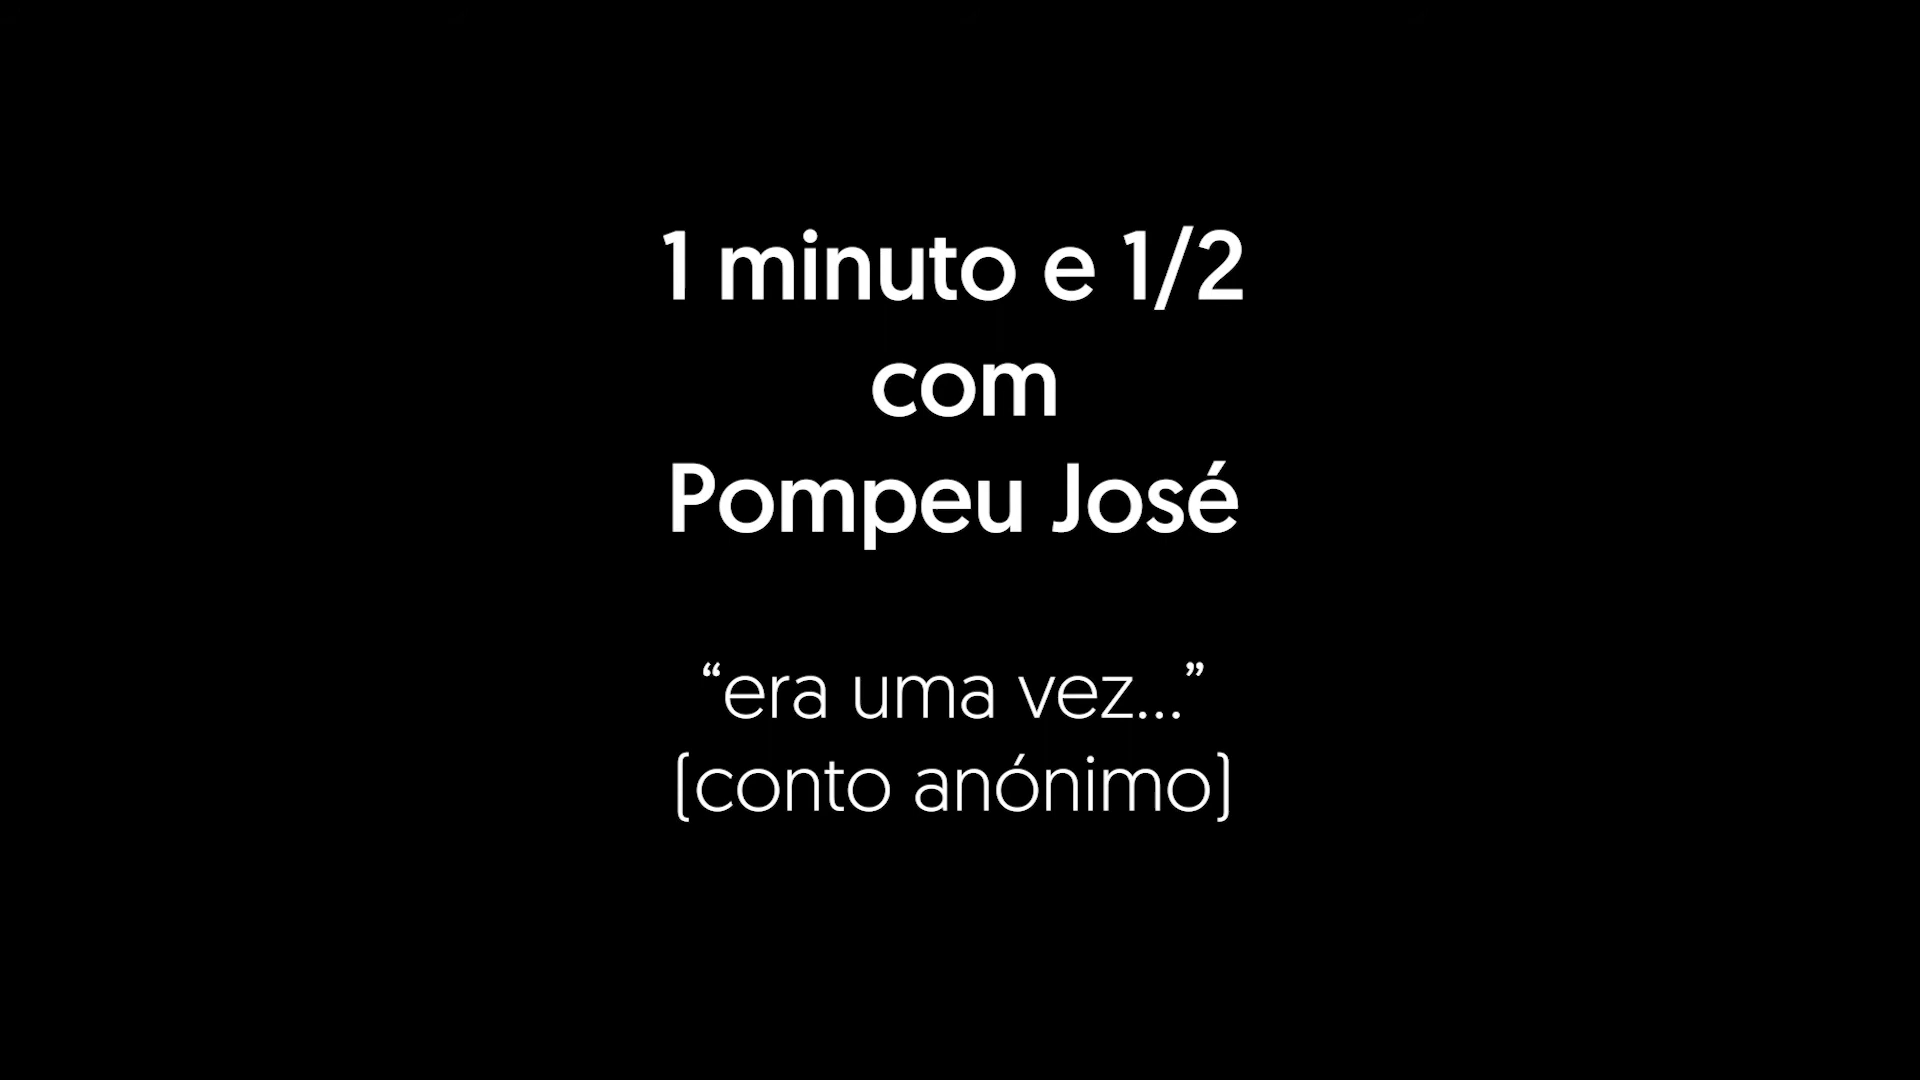 1 minuto e 1/2
com
Pompeu José
“era uma vez...”
(conto anónimo)